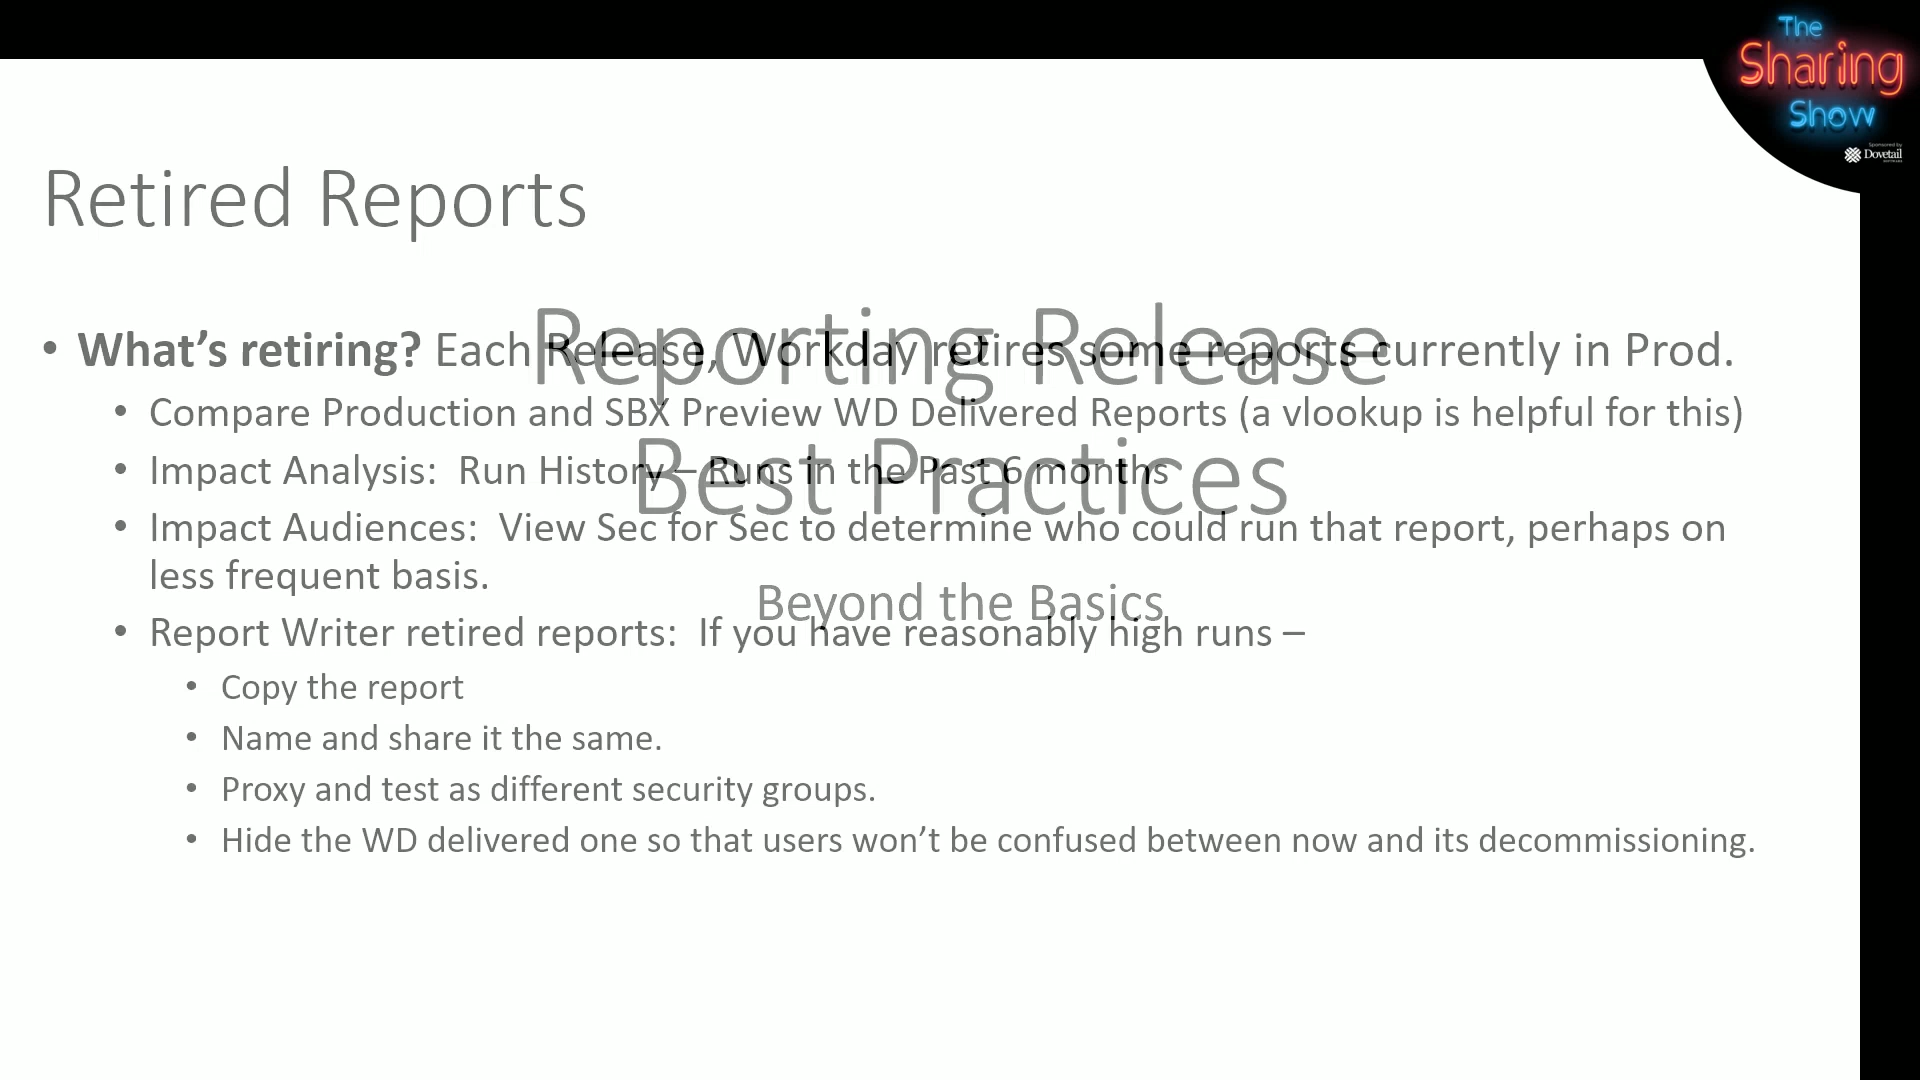 The
Sharing
Show
Sponsored by
Dovetail
SOFTWARE
Retired Reports
• What’s retiring? Each Release, Workday retires some reports currently in Prod.
• Compare Production and SBX Preview WD Delivered Reports (a vlookup is helpful for this)
• Impact Analysis:  Run History – Runs in the Past 6 months
• Impact Audiences:  View Sec for Sec to determine who could run that report, perhaps on
less frequent basis.
• Report Writer retired reports:  If you have reasonably high runs –
• Copy the report
• Name and share it the same.
• Proxy and test as different security groups.
• Hide the WD delivered one so that users won’t be confused between now and its decommissioning.
Reporting Release
Best Practices
Beyond the Basics